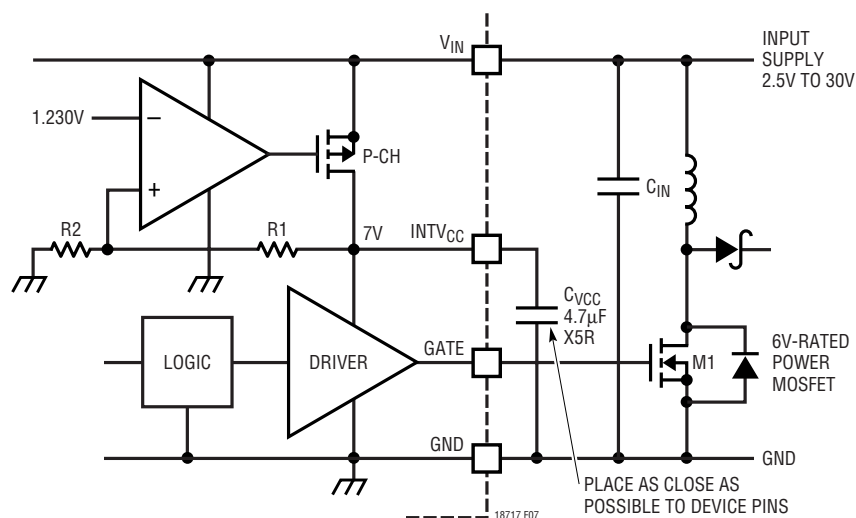 V_IN
INPUT
SUPPLY
2.5V TO 30V
1.230V
−
+
P-CH
C_IN
R2
R1
7V
INTV_CC
C_VCC
4.7µF
X5R
LOGIC
DRIVER
GATE
M1
6V-RATED
POWER
MOSFET
GND
GND
PLACE AS CLOSE AS
POSSIBLE TO DEVICE PINS
18717 F07